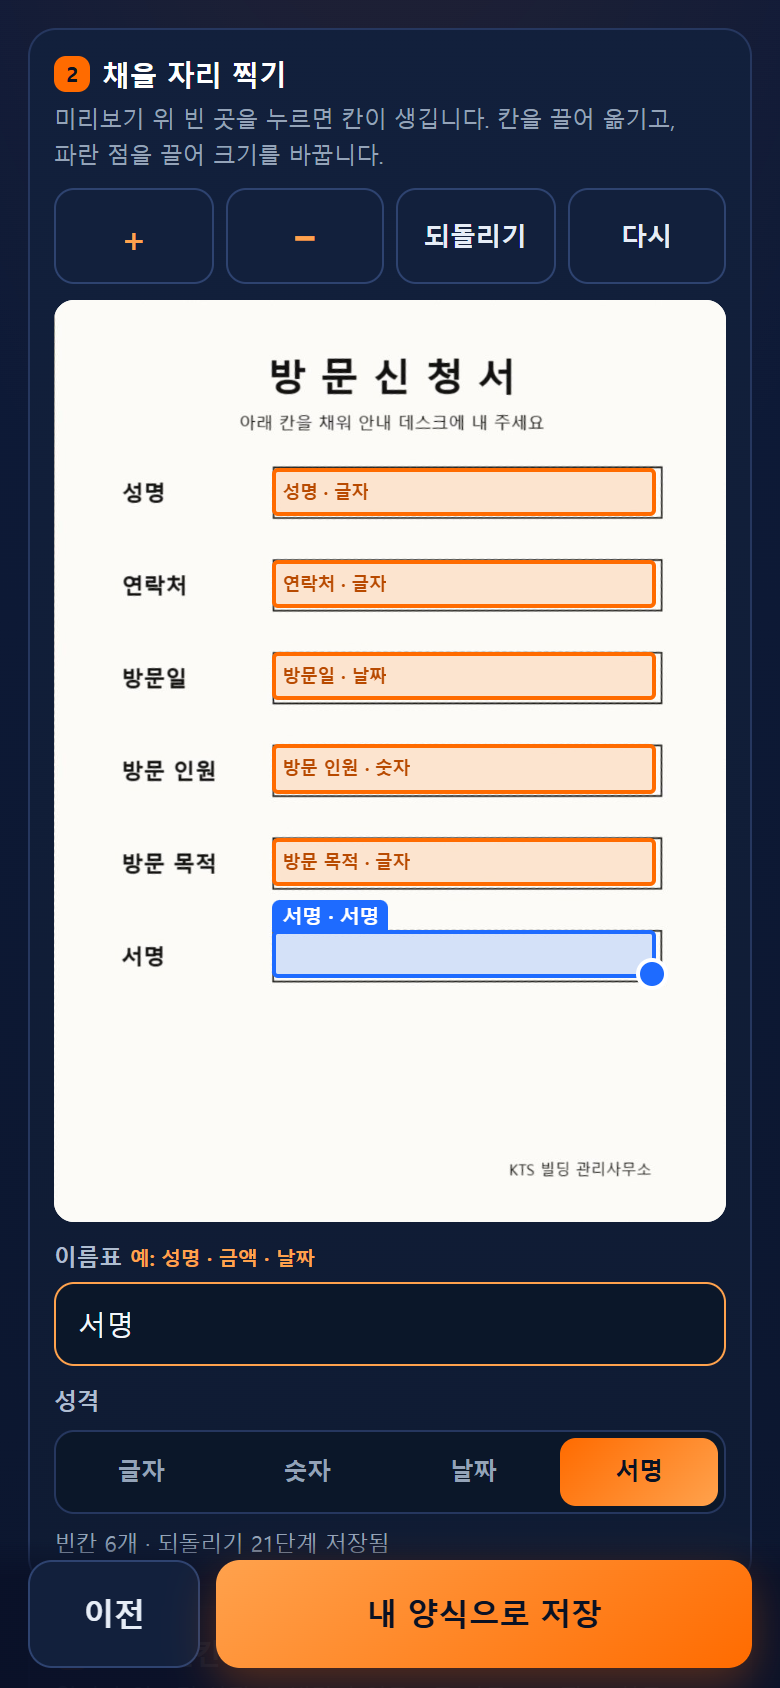 2 채울 자리 찍기
미리보기 위 빈 곳을 누르면 칸이 생깁니다. 칸을 끌어 옮기고,
파란 점을 끌어 크기를 바꿉니다.
+ − 되돌리기 다시
방 문 신 청 서
아래 칸을 채워 안내 데스크에 내 주세요
성명 성명 · 글자
연락처 연락처 · 글자
방문일 방문일 · 날짜
방문 인원 방문 인원 · 숫자
방문 목적 방문 목적 · 글자
서명 · 서명
서명
KTS 빌딩 관리사무소
이름표 예: 성명 · 금액 · 날짜
서명
성격
글자 숫자 날짜 서명
빈칸 6개 · 되돌리기 21단계 저장됨
이전 내 양식으로 저장